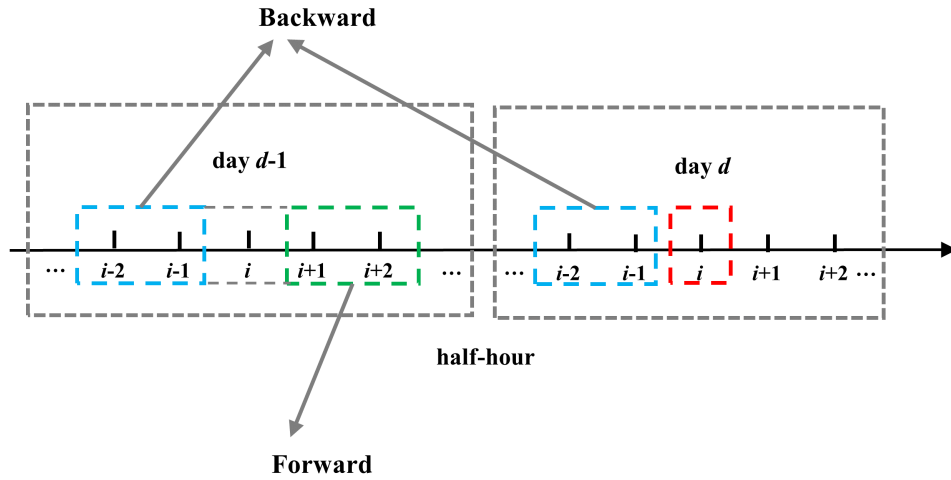 Backward
day d-1
day d
··· i-2 i-1 i i+1 i+2 ··· ··· i-2 i-1 i i+1 i+2 ···
half-hour
Forward